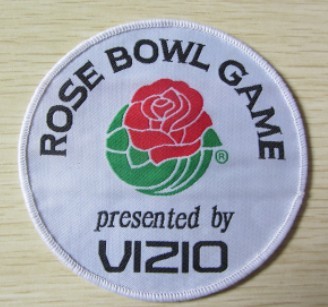 ROSE BOWL GAME
®
presented by
VIZIO